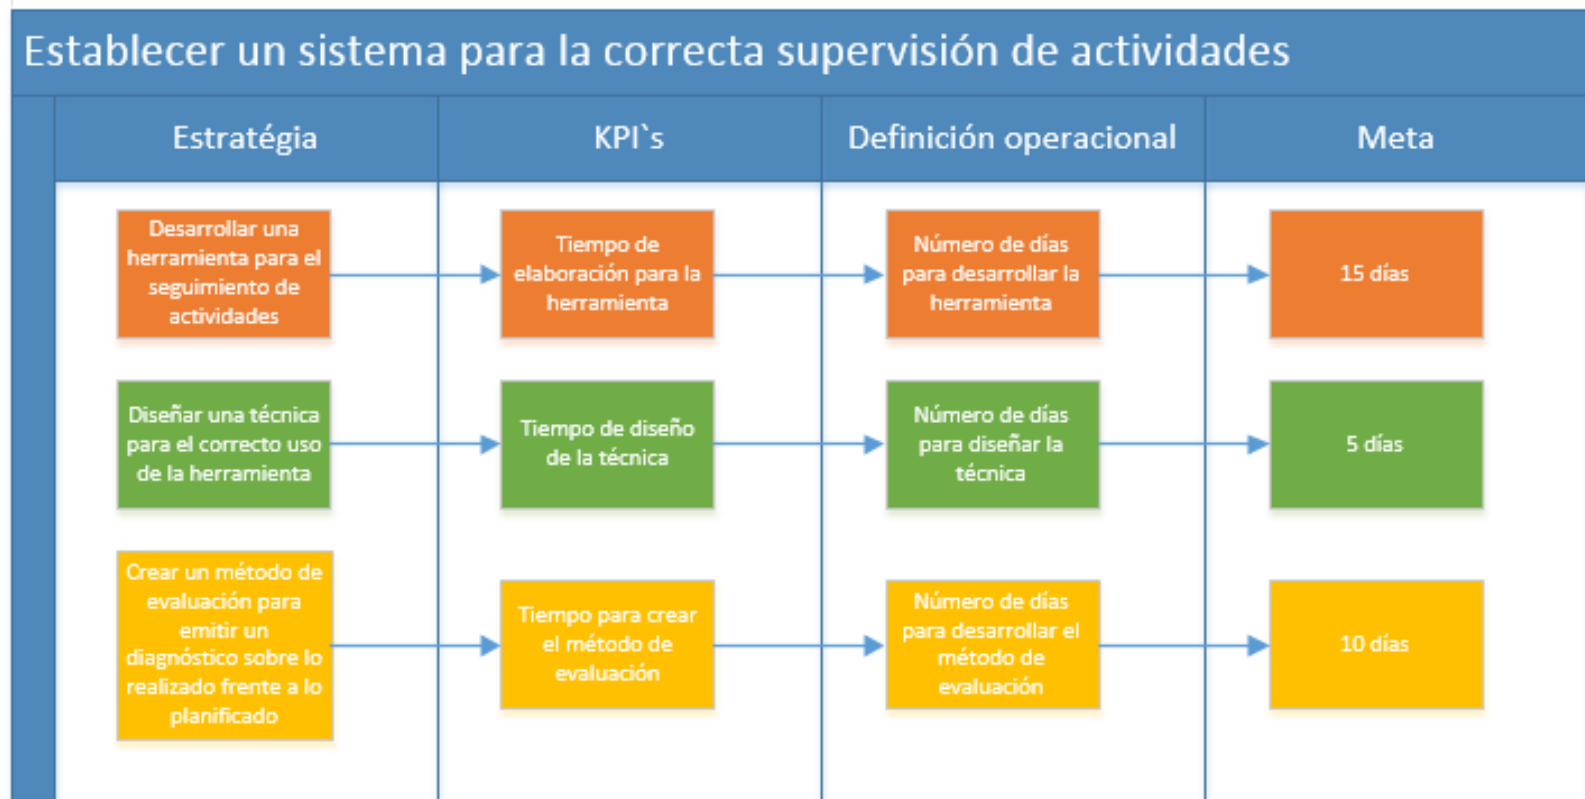 Establecer un sistema para la correcta supervisión de actividades
Estratégia
KPI`s
Definición operacional
Meta
Desarrollar una
herramienta para el
seguimiento de
actividades
Tiempo de
elaboración para la
herramienta
Número de días
para desarrollar la
herramienta
15 días
Diseñar una técnica
para el correcto uso
de la herramienta
Tiempo de diseño
de la técnica
Número de días
para diseñar la
técnica
5 días
Crear un método de
evaluación para
emitir un
diagnóstico sobre lo
realizado frente a lo
planificado
Tiempo para crear
el método de
evaluación
Número de días
para desarrollar el
método de
evaluación
10 días